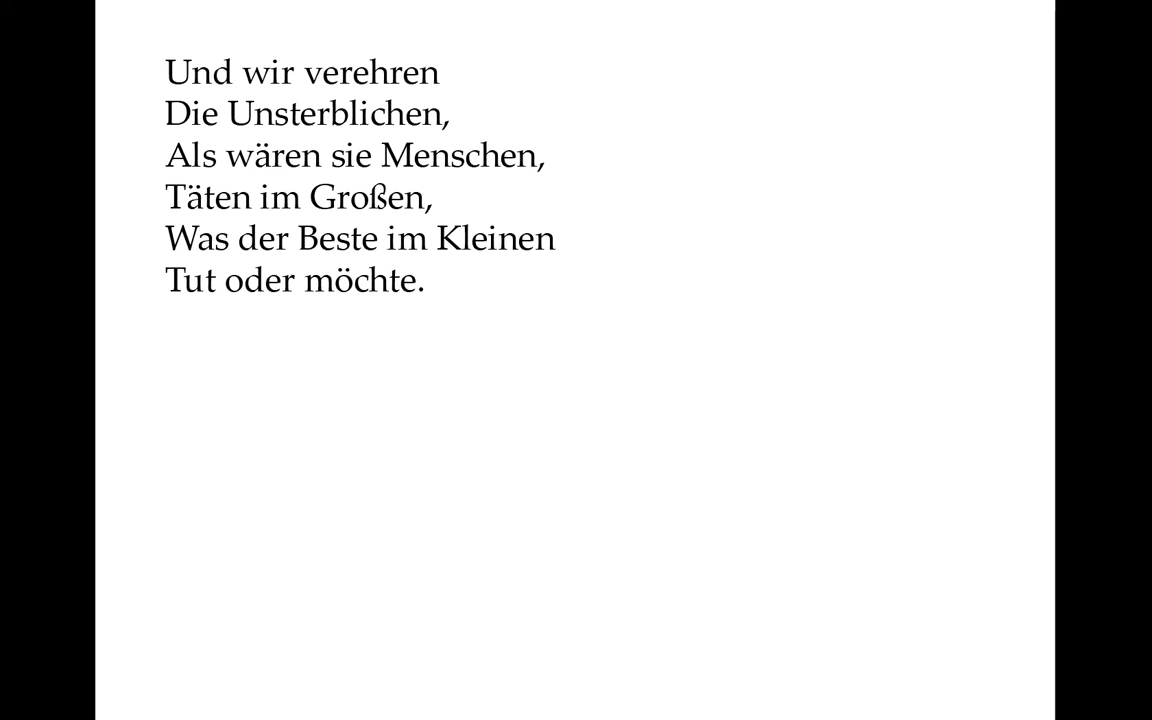 Und wir verehren
Die Unsterblichen,
Als wären sie Menschen,
Täten im Großen,
Was der Beste im Kleinen
Tut oder möchte.